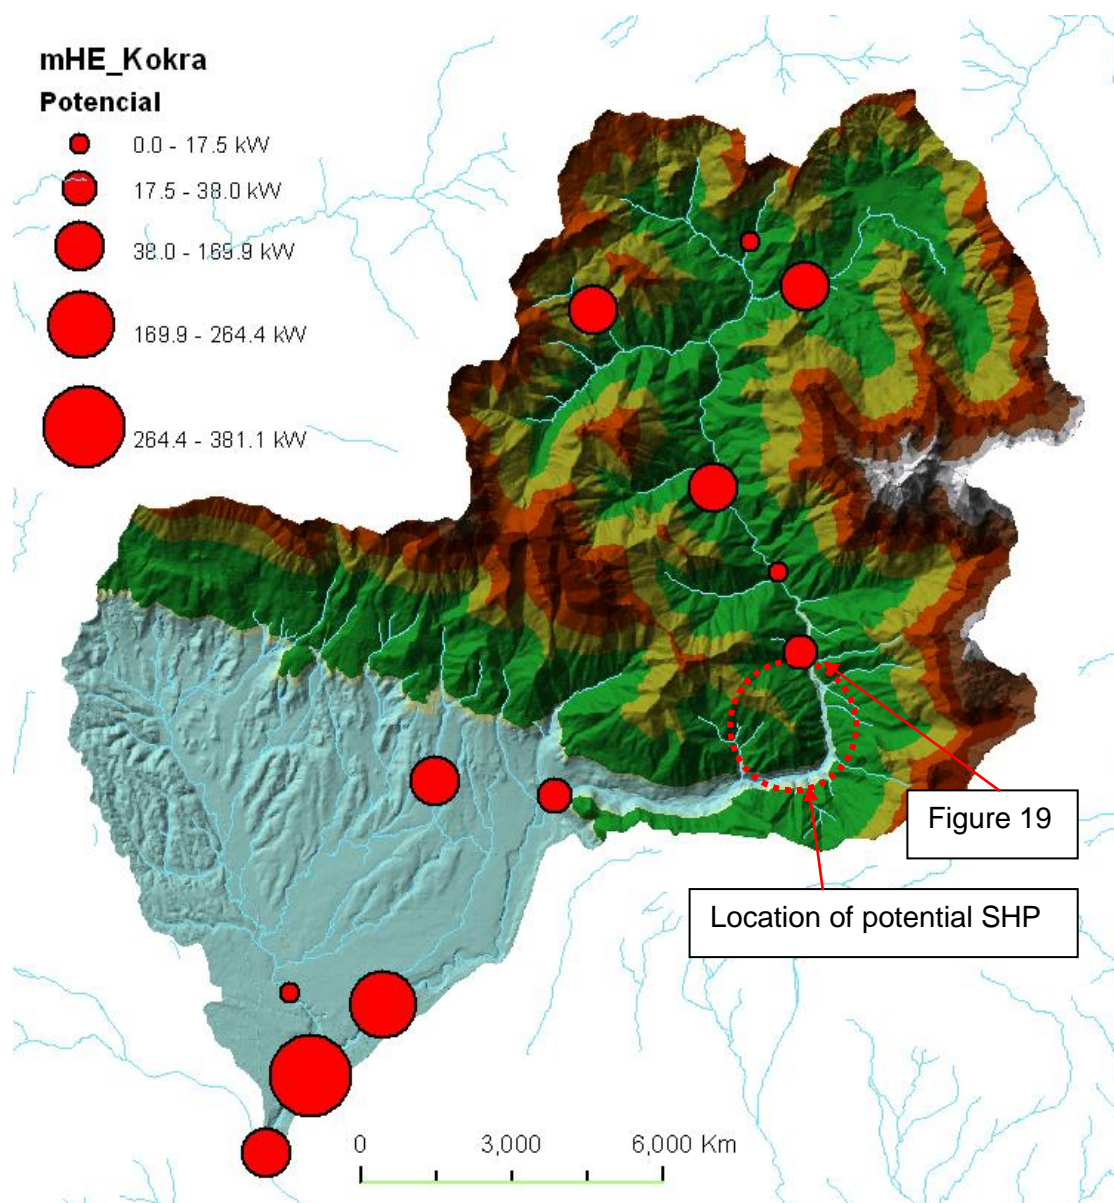 mHE_Kokra
Potencial
0.0 - 17.5 kW
17.5 - 38.0 kW
38.0 - 169.9 kW
169.9 - 264.4 kW
264.4 - 381.1 kW
Figure 19
Location of potential SHP
0 3,000 6,000 Km